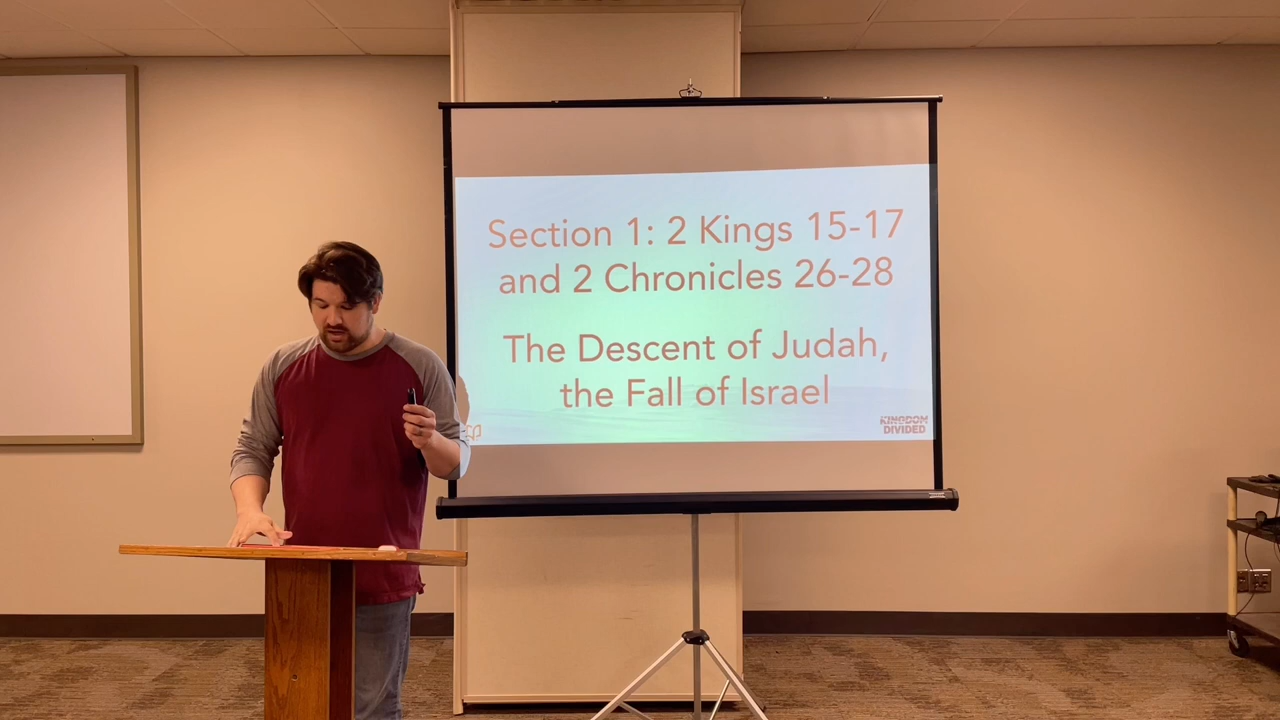 Section 1: 2 Kings 15-17
and 2 Chronicles 26-28
The Descent of Judah,
the Fall of Israel
KINGDOM
DIVIDED